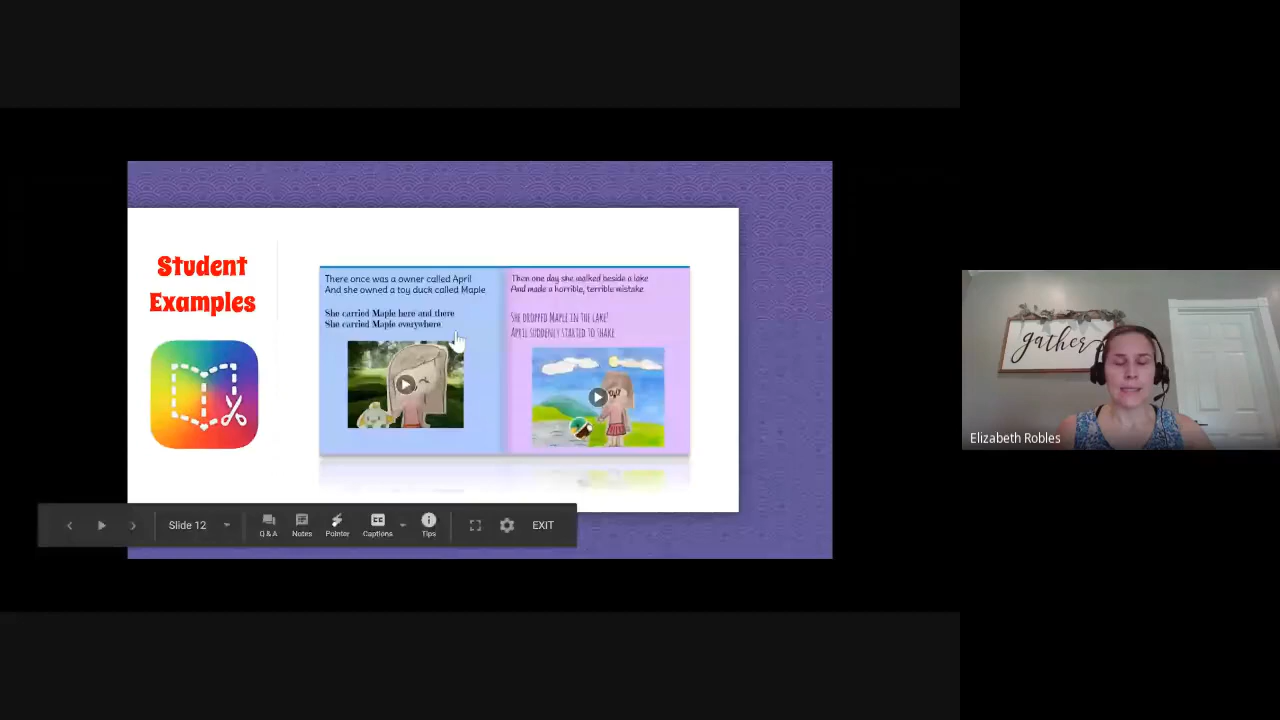 Student
Examples
There once was a owner called April
And she owned a toy duck called Maple
She carried Maple here and there
She carried Maple everywhere
Then one day she walked beside a lake
And made a horrible, terrible mistake.
She dropped Maple in the lake!
April suddenly started to shake
Slide 12
Q & A
Notes
Pointer
CC
Captions
Tips
EXIT
gather
Elizabeth Robles